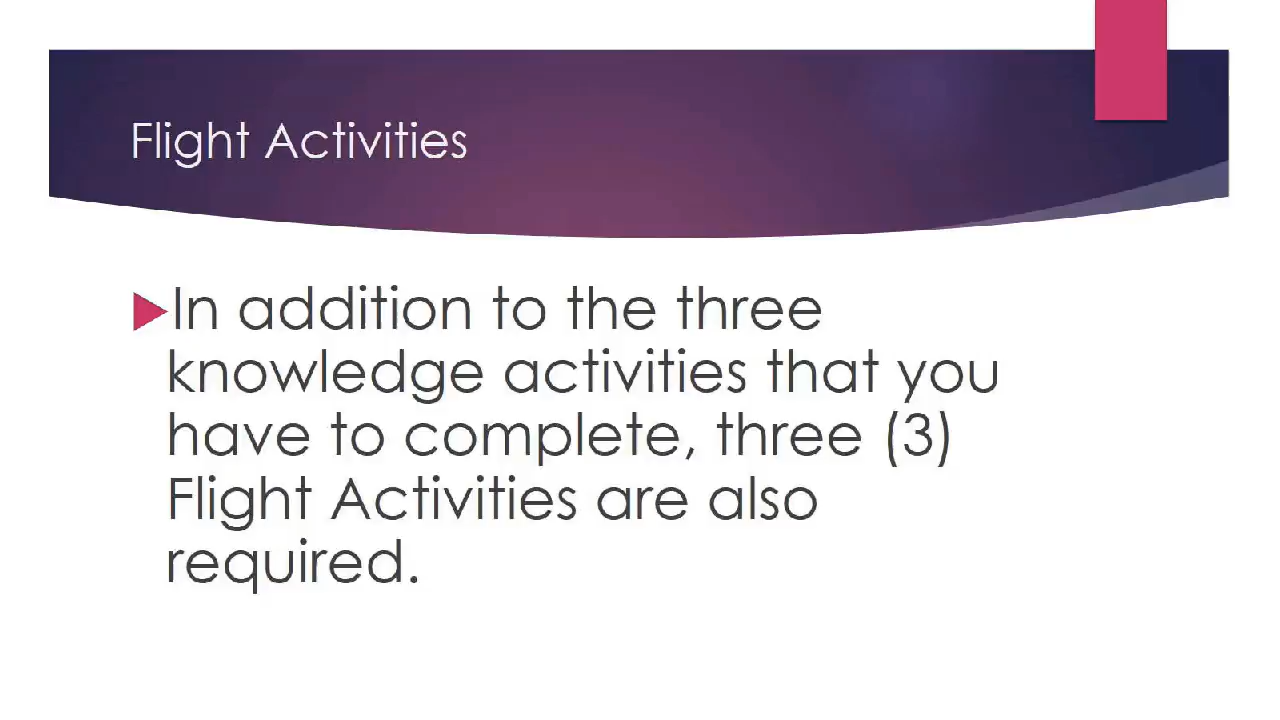 Flight Activities
In addition to the three
knowledge activities that you
have to complete, three (3)
Flight Activities are also
required.